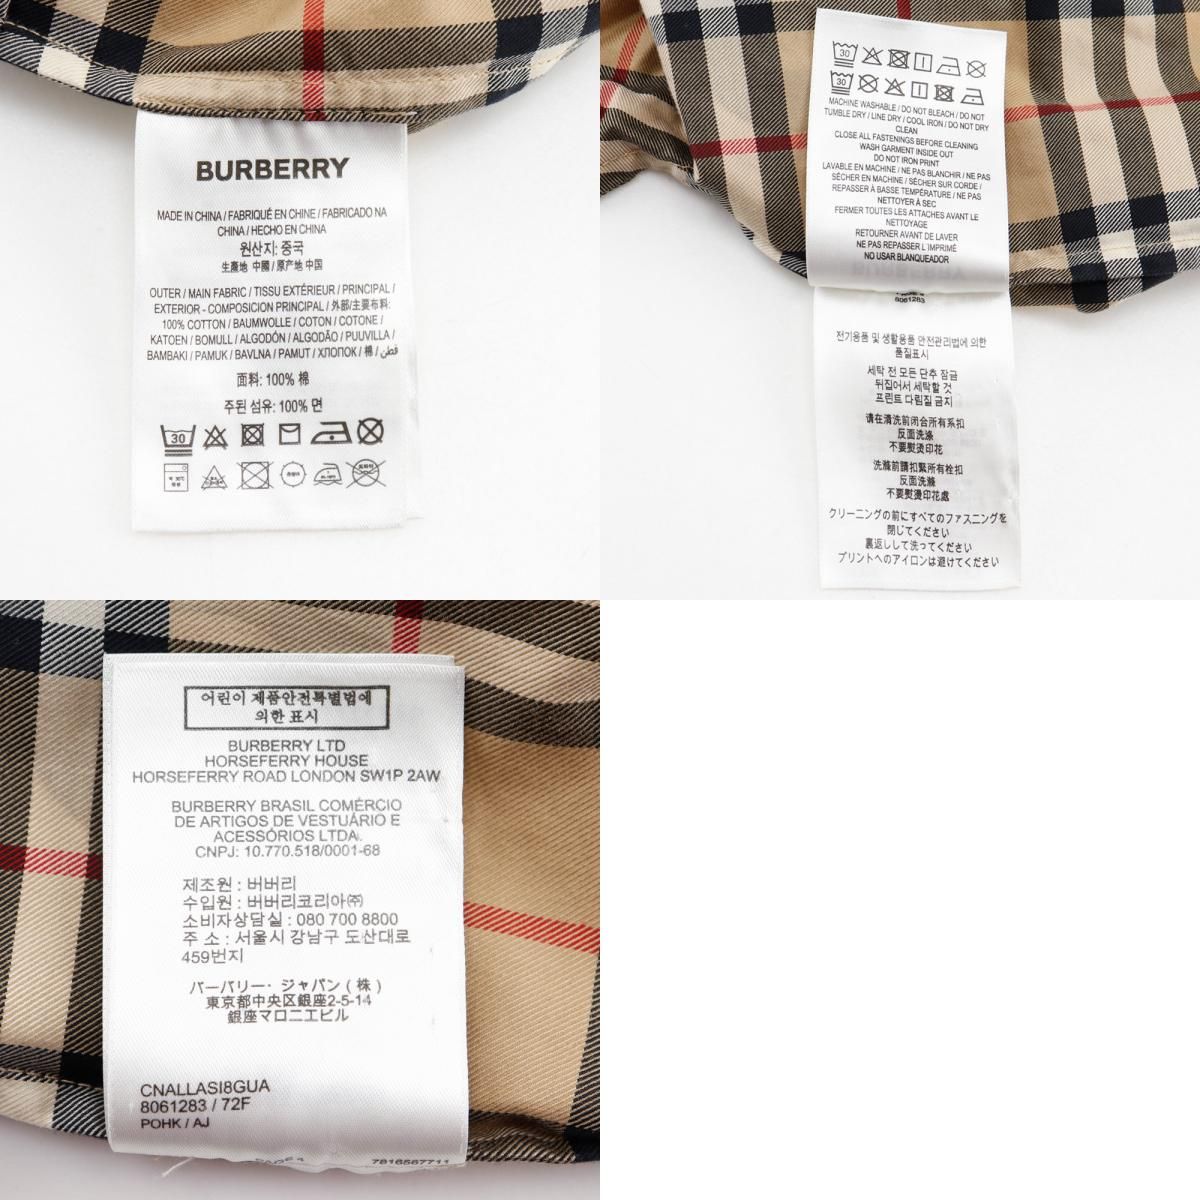 BURBERRY
MADE IN CHINA / FABRIQUÉ EN CHINE / FABRICADO NA
CHINA / HECHO EN CHINA
원산지: 중국
生產地 中國 / 原产地 中国
OUTER / MAIN FABRIC / TISSU EXTÉRIEUR / PRINCIPAL /
EXTERIOR - COMPOSICION PRINCIPAL / 外部/主要布料:
100% COTTON / BAUMWOLLE / COTON / COTONE /
KATOEN / BOMULL / ALGODÓN / ALGODÃO / PUUVILLA /
BAMBAKI / PAMUK / BAVLNA / PAMUT / ХЛОПОК / 棉 / قطن
面料: 100% 棉
주된 섬유: 100% 면
30
30
30
MACHINE WASHABLE / DO NOT BLEACH / DO NOT
TUMBLE DRY / LINE DRY / COOL IRON / DO NOT DRY
CLEAN
CLOSE ALL FASTENINGS BEFORE CLEANING
WASH GARMENT INSIDE OUT
DO NOT IRON PRINT
LAVABLE EN MACHINE / NE PAS BLANCHIR / NE PAS
SÉCHER EN MACHINE / SÉCHER SUR CORDE /
REPASSER À BASSE TEMPÉRATURE / NE PAS
NETTOYER À SEC
FERMER TOUTES LES ATTACHES AVANT LE
NETTOYAGE
RETOURNER AVANT DE LAVER
NE PAS REPASSER L'IMPRIMÉ
NO USAR BLANQUEADOR
8061283
전기용품 및 생활용품 안전관리법에 의한
품질표시
세탁 전 모든 단추 잠금
뒤집어서 세탁할 것
프린트 다림질 금지
请在清洗前闭合所有系扣
反面洗涤
不要熨烫印花
洗滌前請扣緊所有栓扣
反面洗滌
不要熨燙印花處
クリーニングの前にすべてのファスニングを
閉じてください
裏返しして洗ってください
プリントへのアイロンは避けてください
어린이 제품안전특별법에
의한 표시
BURBERRY LTD
HORSEFERRY HOUSE
HORSEFERRY ROAD LONDON SW1P 2AW
BURBERRY BRASIL COMÉRCIO
DE ARTIGOS DE VESTUÁRIO E
ACESSÓRIOS LTDA.
CNPJ: 10.770.518/0001-68
제조원 : 버버리
수입원 : 버버리코리아㈜
소비자상담실 : 080 700 8800
주 소 : 서울시 강남구 도산대로
459번지
バーバリー・ジャパン ( 株 )
東京都中央区銀座2-5-14
銀座マロニエビル
CNALLASI8GUA
8061283 / 72F
POHK / AJ
7816567711